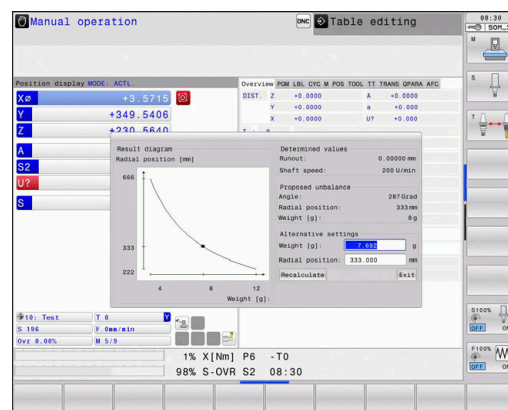 Manual operation
DNC
Table editing
08:30
Position display MODE: ACTL.
Overview PGM LBL CYC M POS TOOL TT TRANS QPARA AFC
X +3.5715
Y +349.5406
Z +230.5640
A
S2
U?
S
DIST. Z +0.0000 A +0.0000
Y +0.0000 a +0.000
X +0.0000 U? +0.000
M
S
T
Result diagram
Radial position [mm]
666
333
222
4 8 12
Weight [g]:
Determined values
Runout: 0.00000 mm
Shaft speed: 200 U/min
Proposed unbalance
Angle: 287 Grad
Radial position: 333 mm
Weight [g]: 8 g
Alternative settings
Weight [g]: 7.692 g
Radial position: 333.000 mm
Recalculate Exit
10: Test T 0 Y
S 196 F 0mm/min
Ovr 0.00% M 5/9
1% X[Nm] P6 -T0
98% S-OVR S2 08:30
S100%
OFF
F100%
OFF